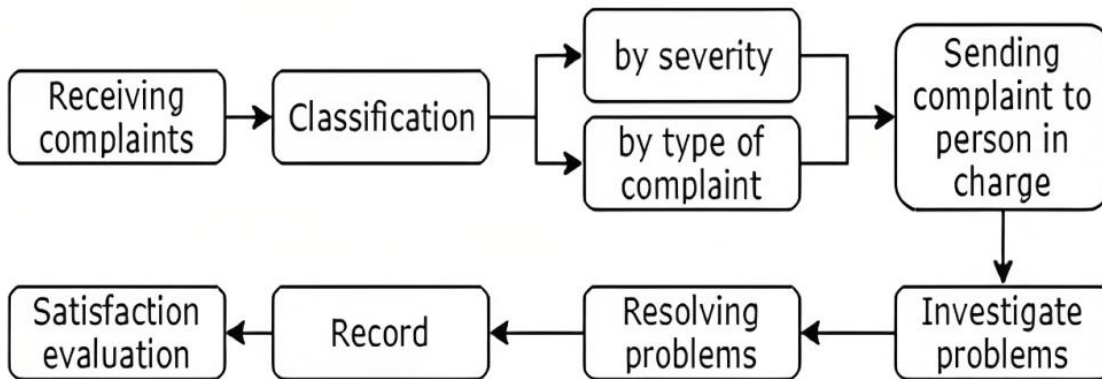 Receiving
complaints
Classification
by severity
by type of
complaint
Sending
complaint to
person in
charge
Investigate
problems
Resolving
problems
Record
Satisfaction
evaluation